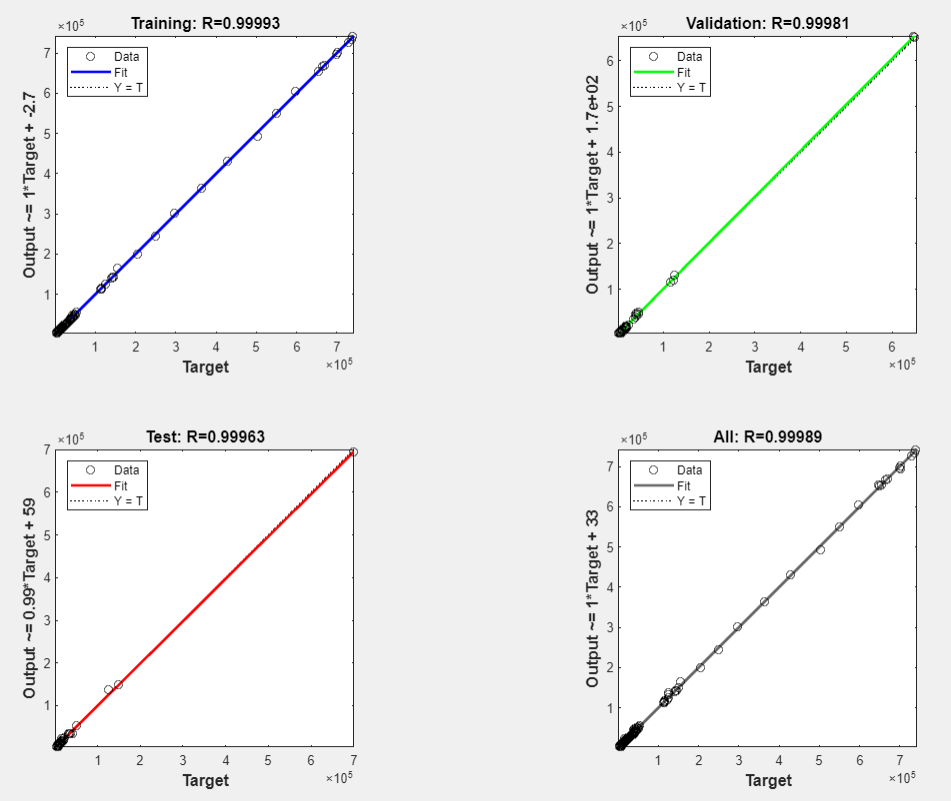 Training: R=0.99993
×10⁵
Data
Fit
Y = T
7
6
5
4
3
2
1
Output ~= 1*Target + -2.7
1 2 3 4 5 6 7
×10⁵
Target
Validation: R=0.99981
×10⁵
Data
Fit
Y = T
6
5
4
3
2
1
Output ~= 1*Target + 1.7e+02
1 2 3 4 5 6
×10⁵
Target
Test: R=0.99963
×10⁵
Data
Fit
Y = T
7
6
5
4
3
2
1
Output ~= 0.99*Target + 59
1 2 3 4 5 6 7
×10⁵
Target
All: R=0.99989
×10⁵
Data
Fit
Y = T
7
6
5
4
3
2
1
Output ~= 1*Target + 33
1 2 3 4 5 6 7
×10⁵
Target